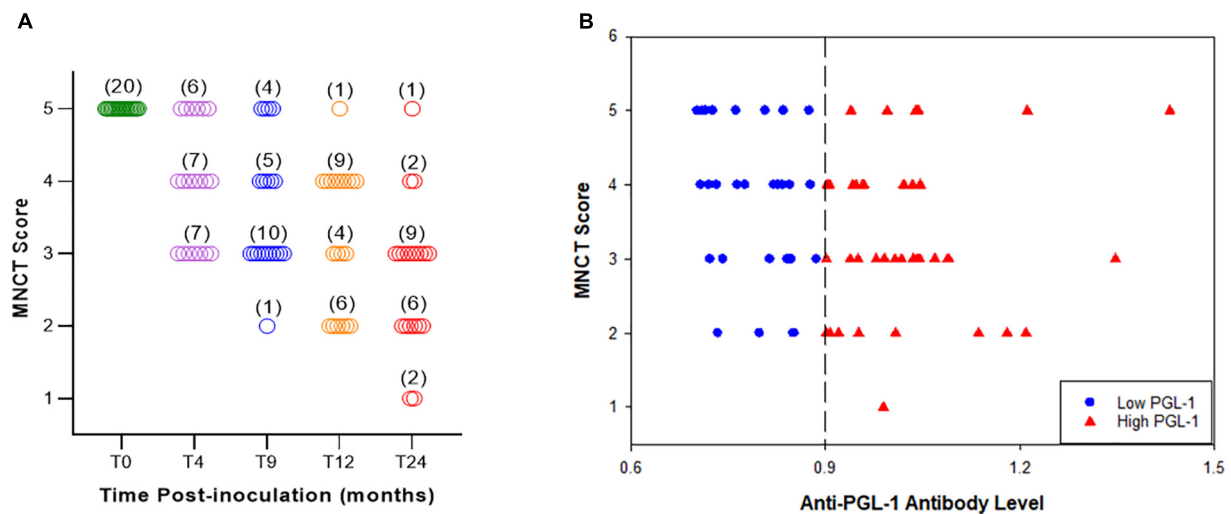 A
(20) (6) (4) (1) (1)
5
(7) (5) (9) (2)
4
(7) (10) (4) (9)
3
(1) (6) (6)
2
(2)
1
MNCT Score
T0 T4 T9 T12 T24
Time Post-inoculation (months)
B
6
5
4
3
2
1
MNCT Score
Low PGL-1
High PGL-1
0.6 0.9 1.2 1.5
Anti-PGL-1 Antibody Level